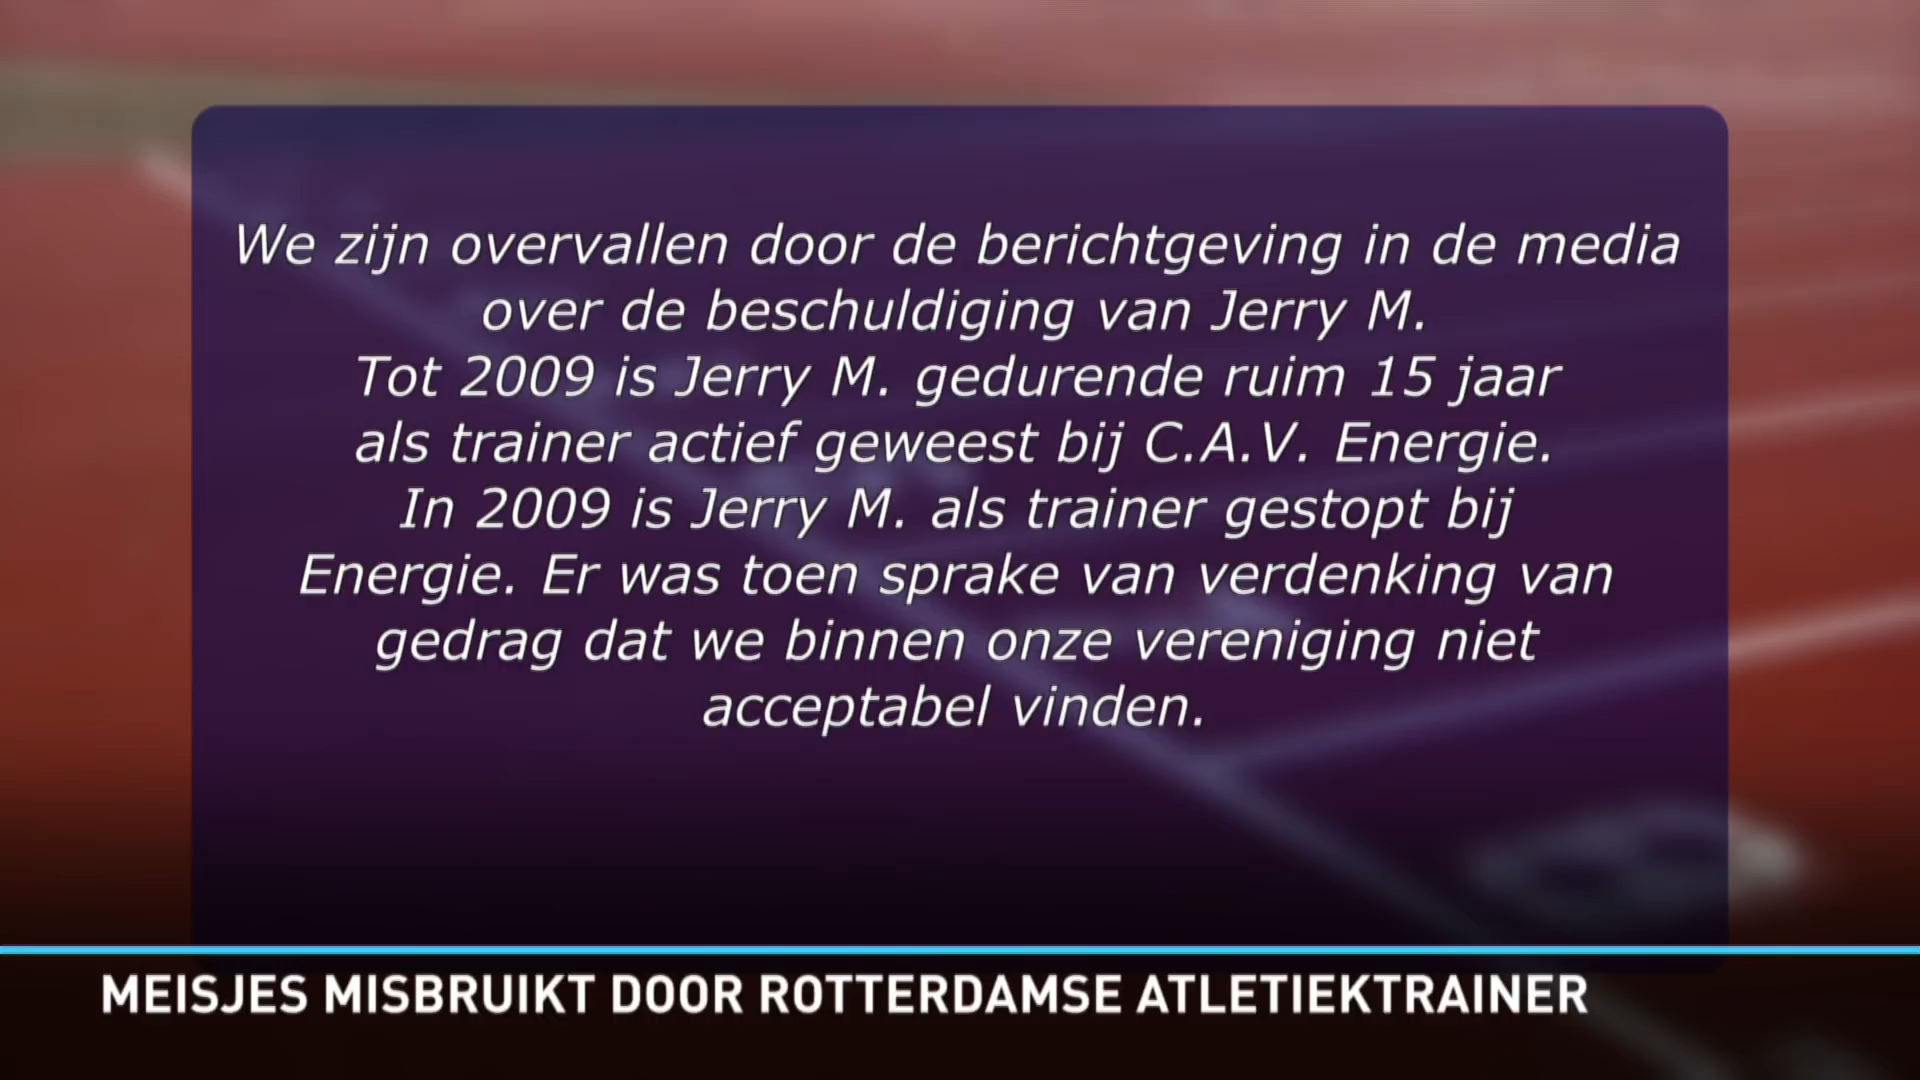 We zijn overvallen door de berichtgeving in de media
over de beschuldiging van Jerry M.
Tot 2009 is Jerry M. gedurende ruim 15 jaar
als trainer actief geweest bij C.A.V. Energie.
In 2009 is Jerry M. als trainer gestopt bij
Energie. Er was toen sprake van verdenking van
gedrag dat we binnen onze vereniging niet
acceptabel vinden.
MEISJES MISBRUIKT DOOR ROTTERDAMSE ATLETIEKTRAINER